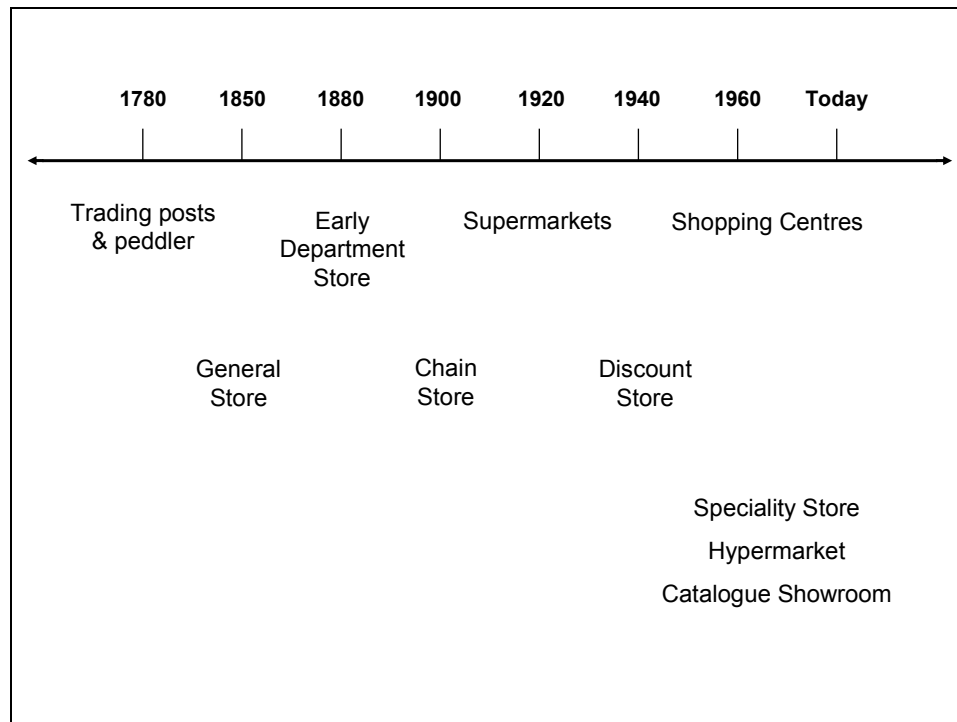 1780 1850 1880 1900 1920 1940 1960 Today
Trading posts
& peddler
Early
Department
Store
Supermarkets
Shopping Centres
General
Store
Chain
Store
Discount
Store
Speciality Store
Hypermarket
Catalogue Showroom